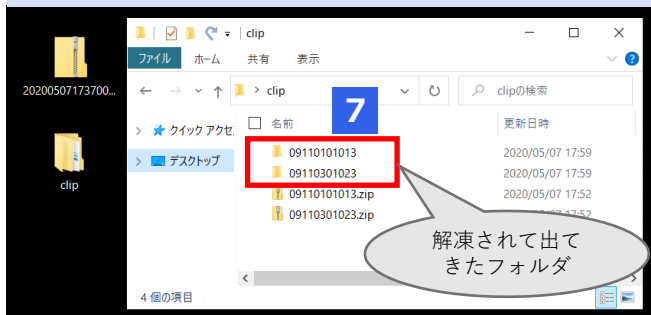 clip
ファイル ホーム 共有 表示
20200507173700...
clip
clipの検索
7
名前 更新日時
クイック アクセ
09110101013 2020/05/07 17:59
デスクトップ
09110301023 2020/05/07 17:59
clip
09110101013.zip 2020/05/07 17:52
09110301023.zip 17:52
解凍されて出て
きたフォルダ
4 個の項目